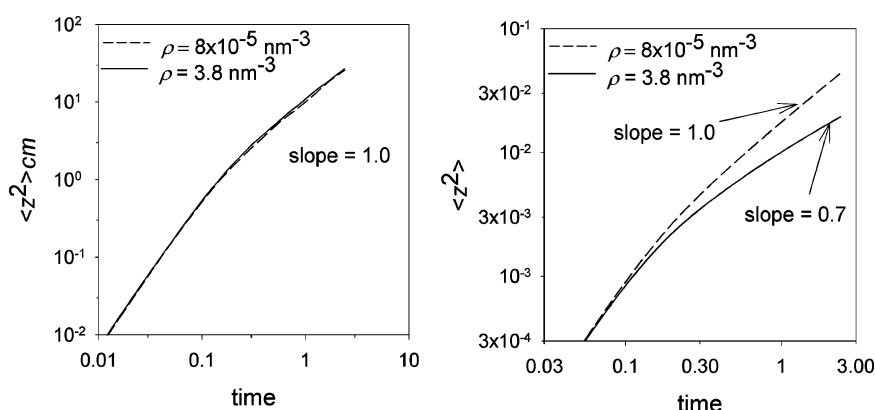 10²
10¹
10⁰
10⁻¹
10⁻²
<z²>cm
ρ = 8x10⁻⁵ nm⁻³
ρ = 3.8 nm⁻³
slope = 1.0
0.01
0.1
1
10
time
10⁻¹
3x10⁻²
10⁻²
3x10⁻³
10⁻³
3x10⁻⁴
<z²>
ρ = 8x10⁻⁵ nm⁻³
ρ = 3.8 nm⁻³
slope = 1.0
slope = 0.7
0.03
0.1
0.30
1
3.00
time